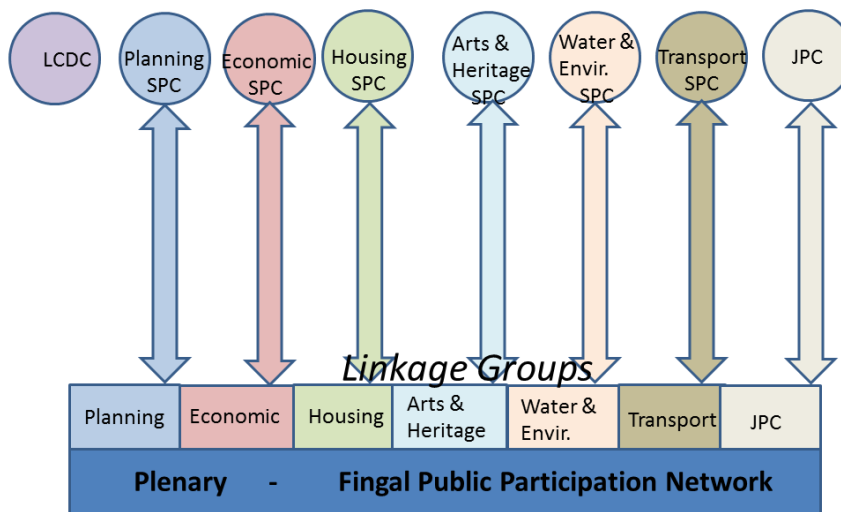 LCDC
Planning
SPC
Economic
SPC
Housing
SPC
Arts &
Heritage
SPC
Water &
Envir.
SPC
Transport
SPC
JPC
Linkage Groups
Planning
Economic
Housing
Arts &
Heritage
Water &
Envir.
Transport
JPC
Plenary - Fingal Public Participation Network